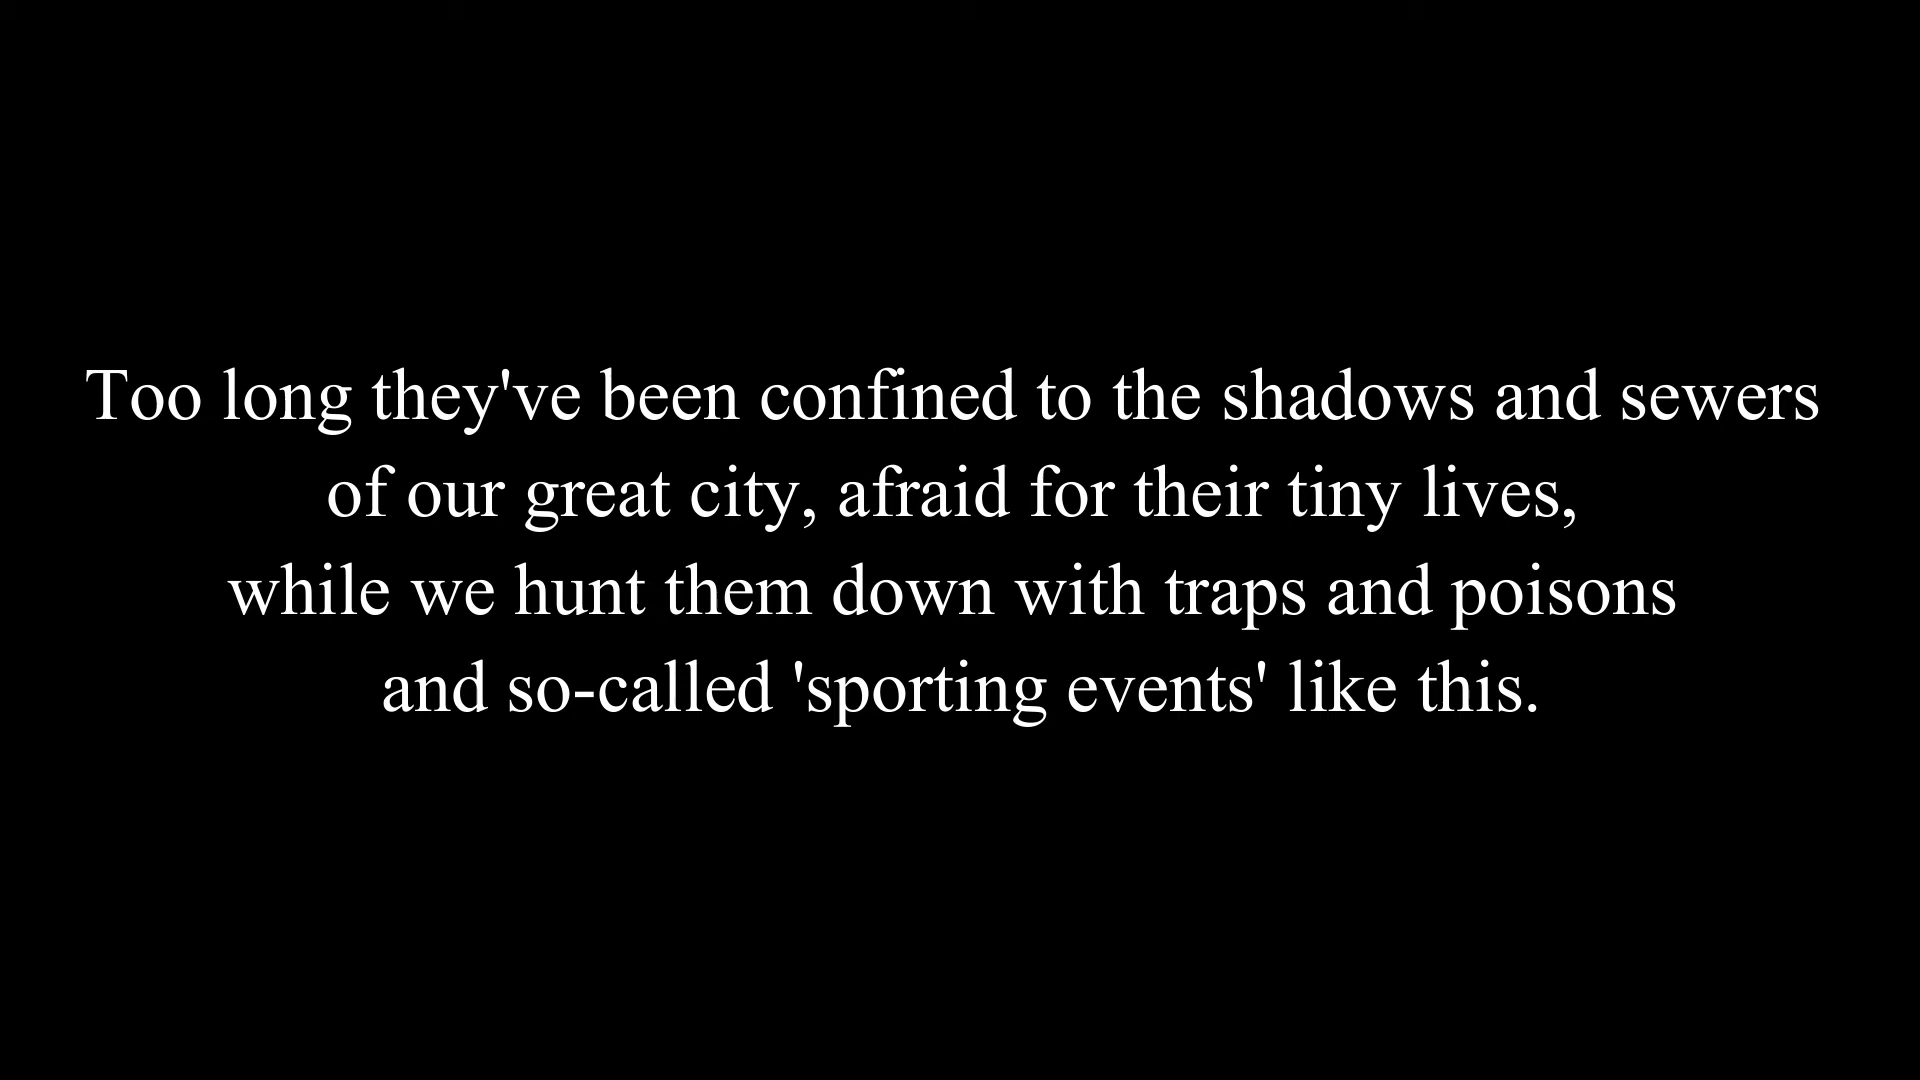 Too long they've been confined to the shadows and sewers
of our great city, afraid for their tiny lives,
while we hunt them down with traps and poisons
and so-called 'sporting events' like this.